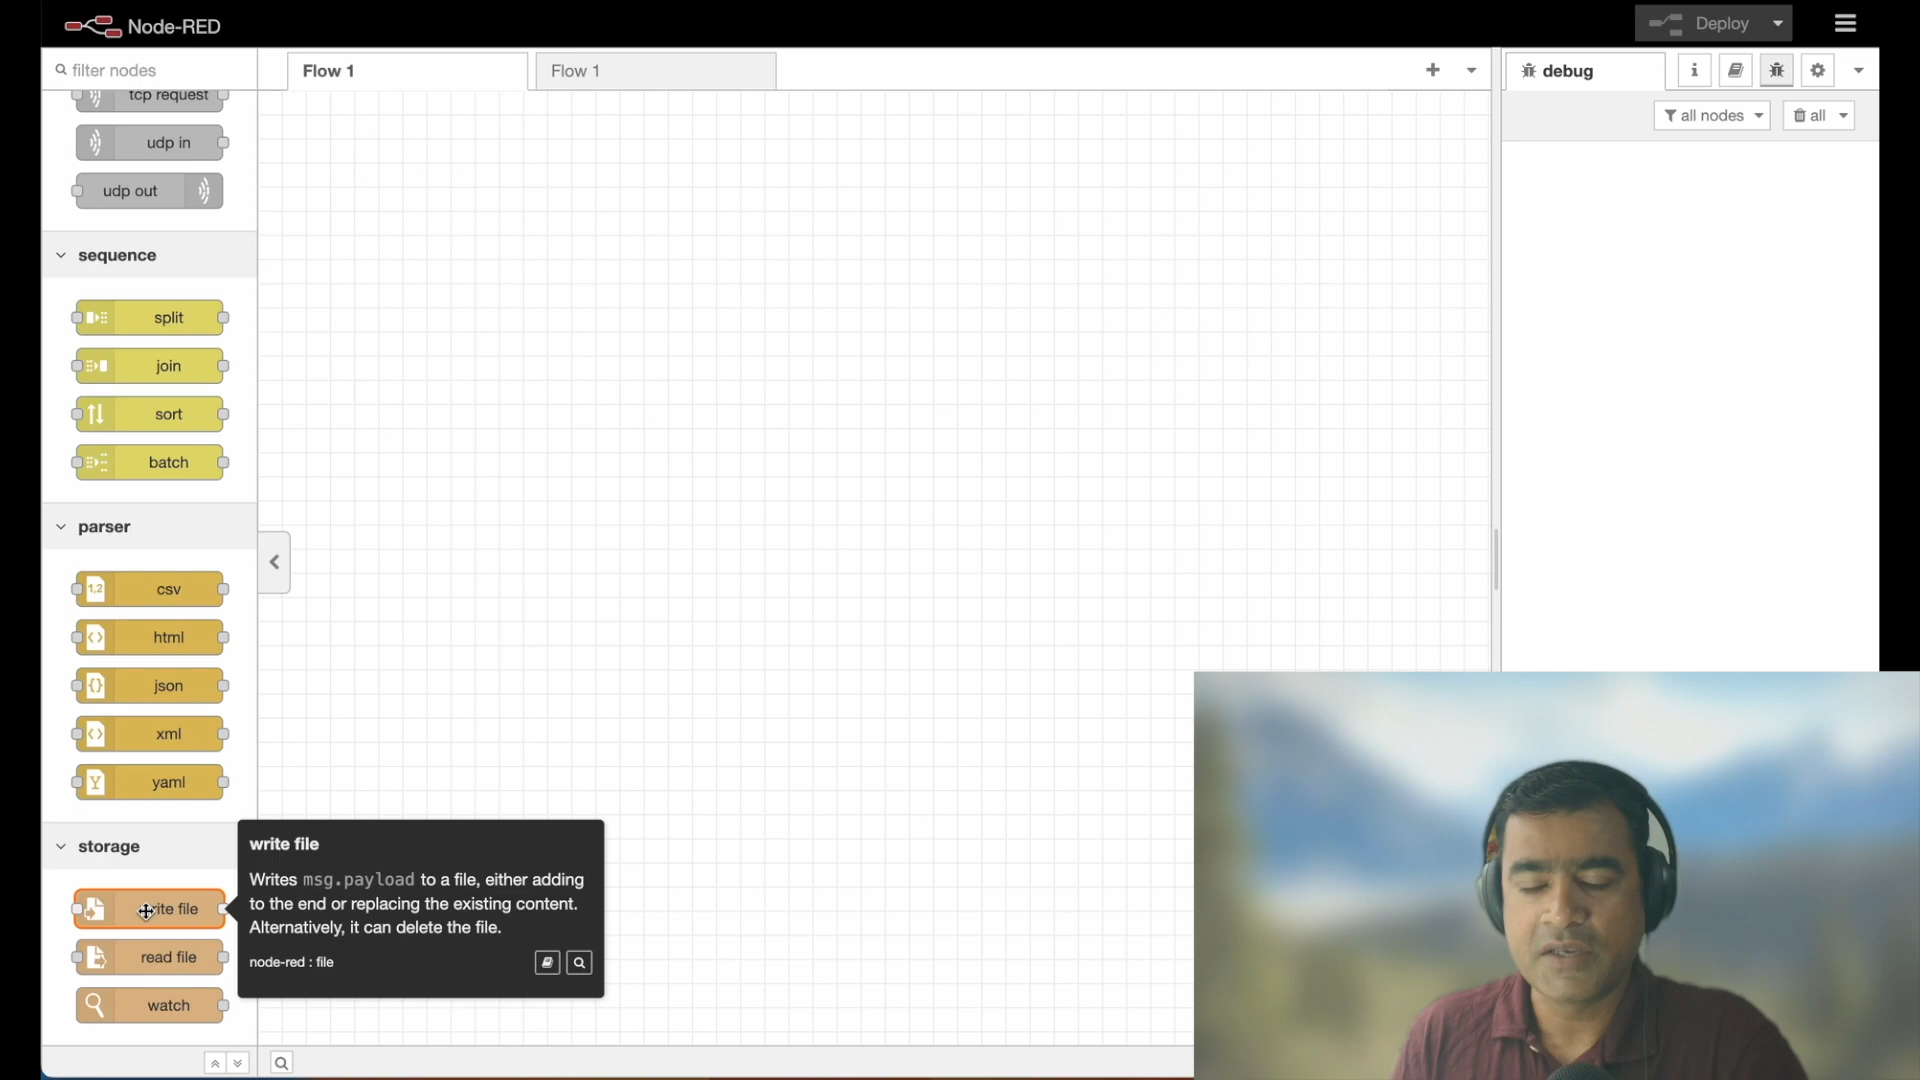 Node-RED
Deploy
filter nodes
Flow 1
Flow 1
debug
i
all nodes
all
tcp request
udp in
udp out
sequence
split
join
sort
batch
parser
1,2
csv
html
json
xml
Y
yaml
storage
write file
Writes msg.payload to a file, either adding
to the end or replacing the existing content.
Alternatively, it can delete the file.
node-red : file
ite file
read file
watch